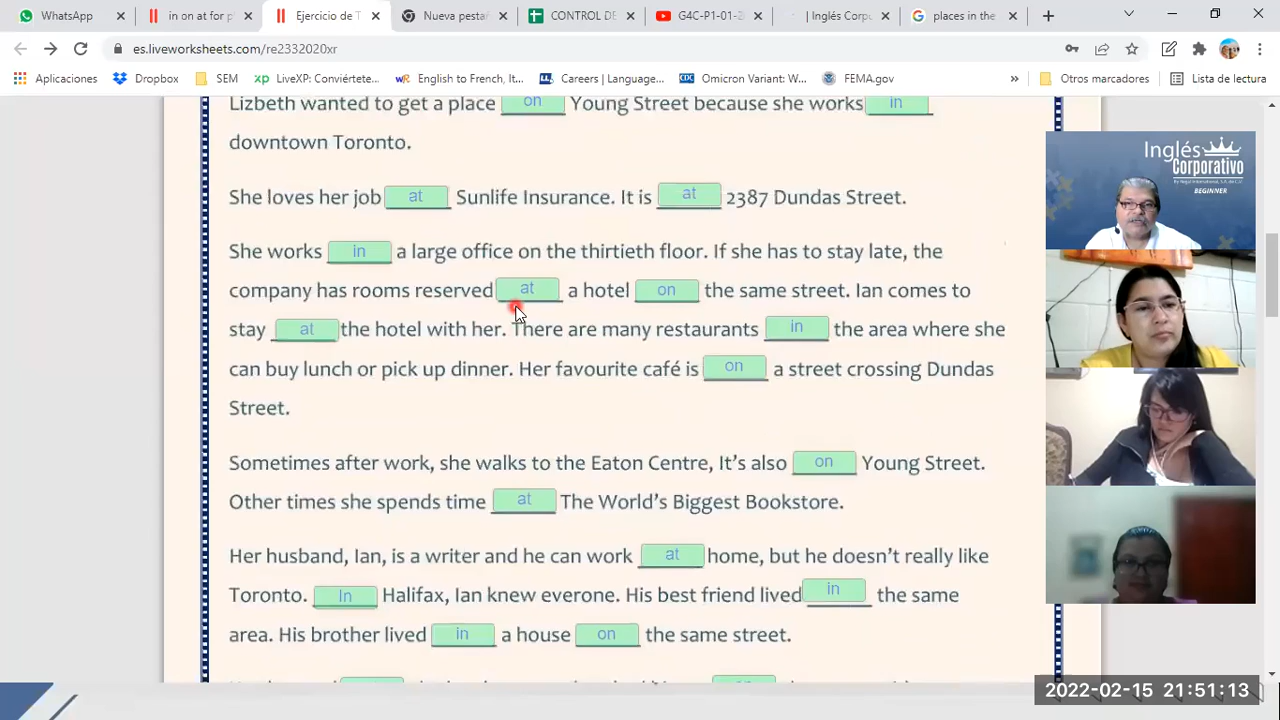 WhatsApp
in on at for p
Ejercicio de T
Nueva pesta
CONTROL DE
G4C-P1-01-2
Inglés Corpo
places in the
es.liveworksheets.com/re2332020xr
Aplicaciones
Dropbox
SEM
LiveXP: Conviértete...
English to French, It...
Careers | Language...
Omicron Variant: W...
FEMA.gov
»
Otros marcadores
Lista de lectura
Lizbeth wanted to get a place on Young Street because she works in
downtown Toronto.
She loves her job at Sunlife Insurance. It is at 2387 Dundas Street.
She works in a large office on the thirtieth floor. If she has to stay late, the
company has rooms reserved at a hotel on the same street. Ian comes to
stay at the hotel with her. There are many restaurants in the area where she
can buy lunch or pick up dinner. Her favourite café is on a street crossing Dundas
Street.
Sometimes after work, she walks to the Eaton Centre, It's also on Young Street.
Other times she spends time at The World's Biggest Bookstore.
Her husband, Ian, is a writer and he can work at home, but he doesn't really like
Toronto. In Halifax, Ian knew everone. His best friend lived in the same
area. His brother lived in a house on the same street.
Inglés
Corporativo
BEGINNER
2022-02-15 21:51:13